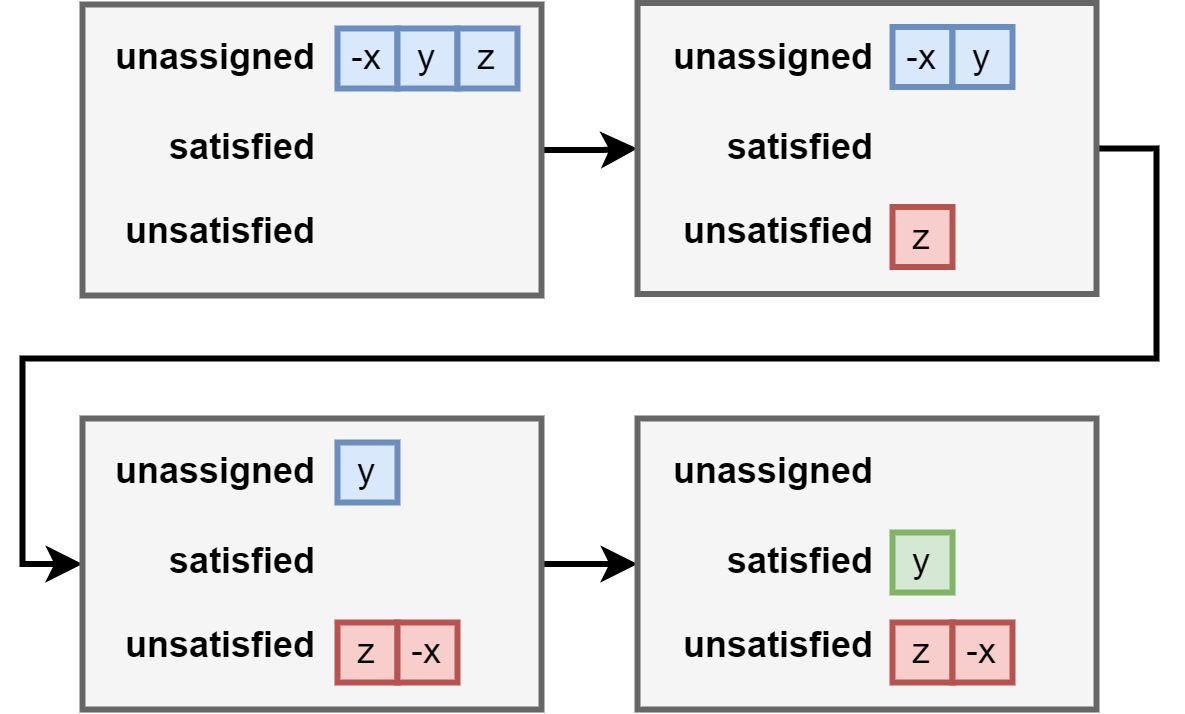 unassigned -x y z
satisfied
unsatisfied
unassigned -x y
satisfied
unsatisfied z
unassigned y
satisfied
unsatisfied z -x
unassigned
satisfied y
unsatisfied z -x